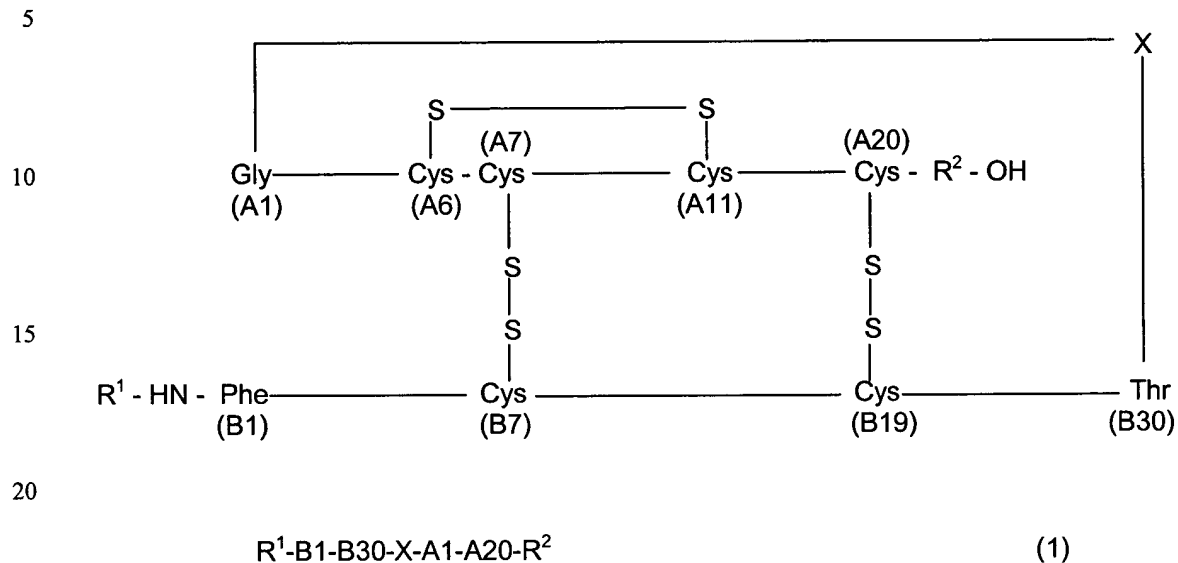 5
X
S S
(A7) (A20)
10 Gly Cys - Cys Cys Cys - R² - OH
(A1) (A6) (A11)
S S
15 S S
R¹ - HN - Phe Cys Cys Thr
(B1) (B7) (B19) (B30)
20
R¹-B1-B30-X-A1-A20-R² (1)